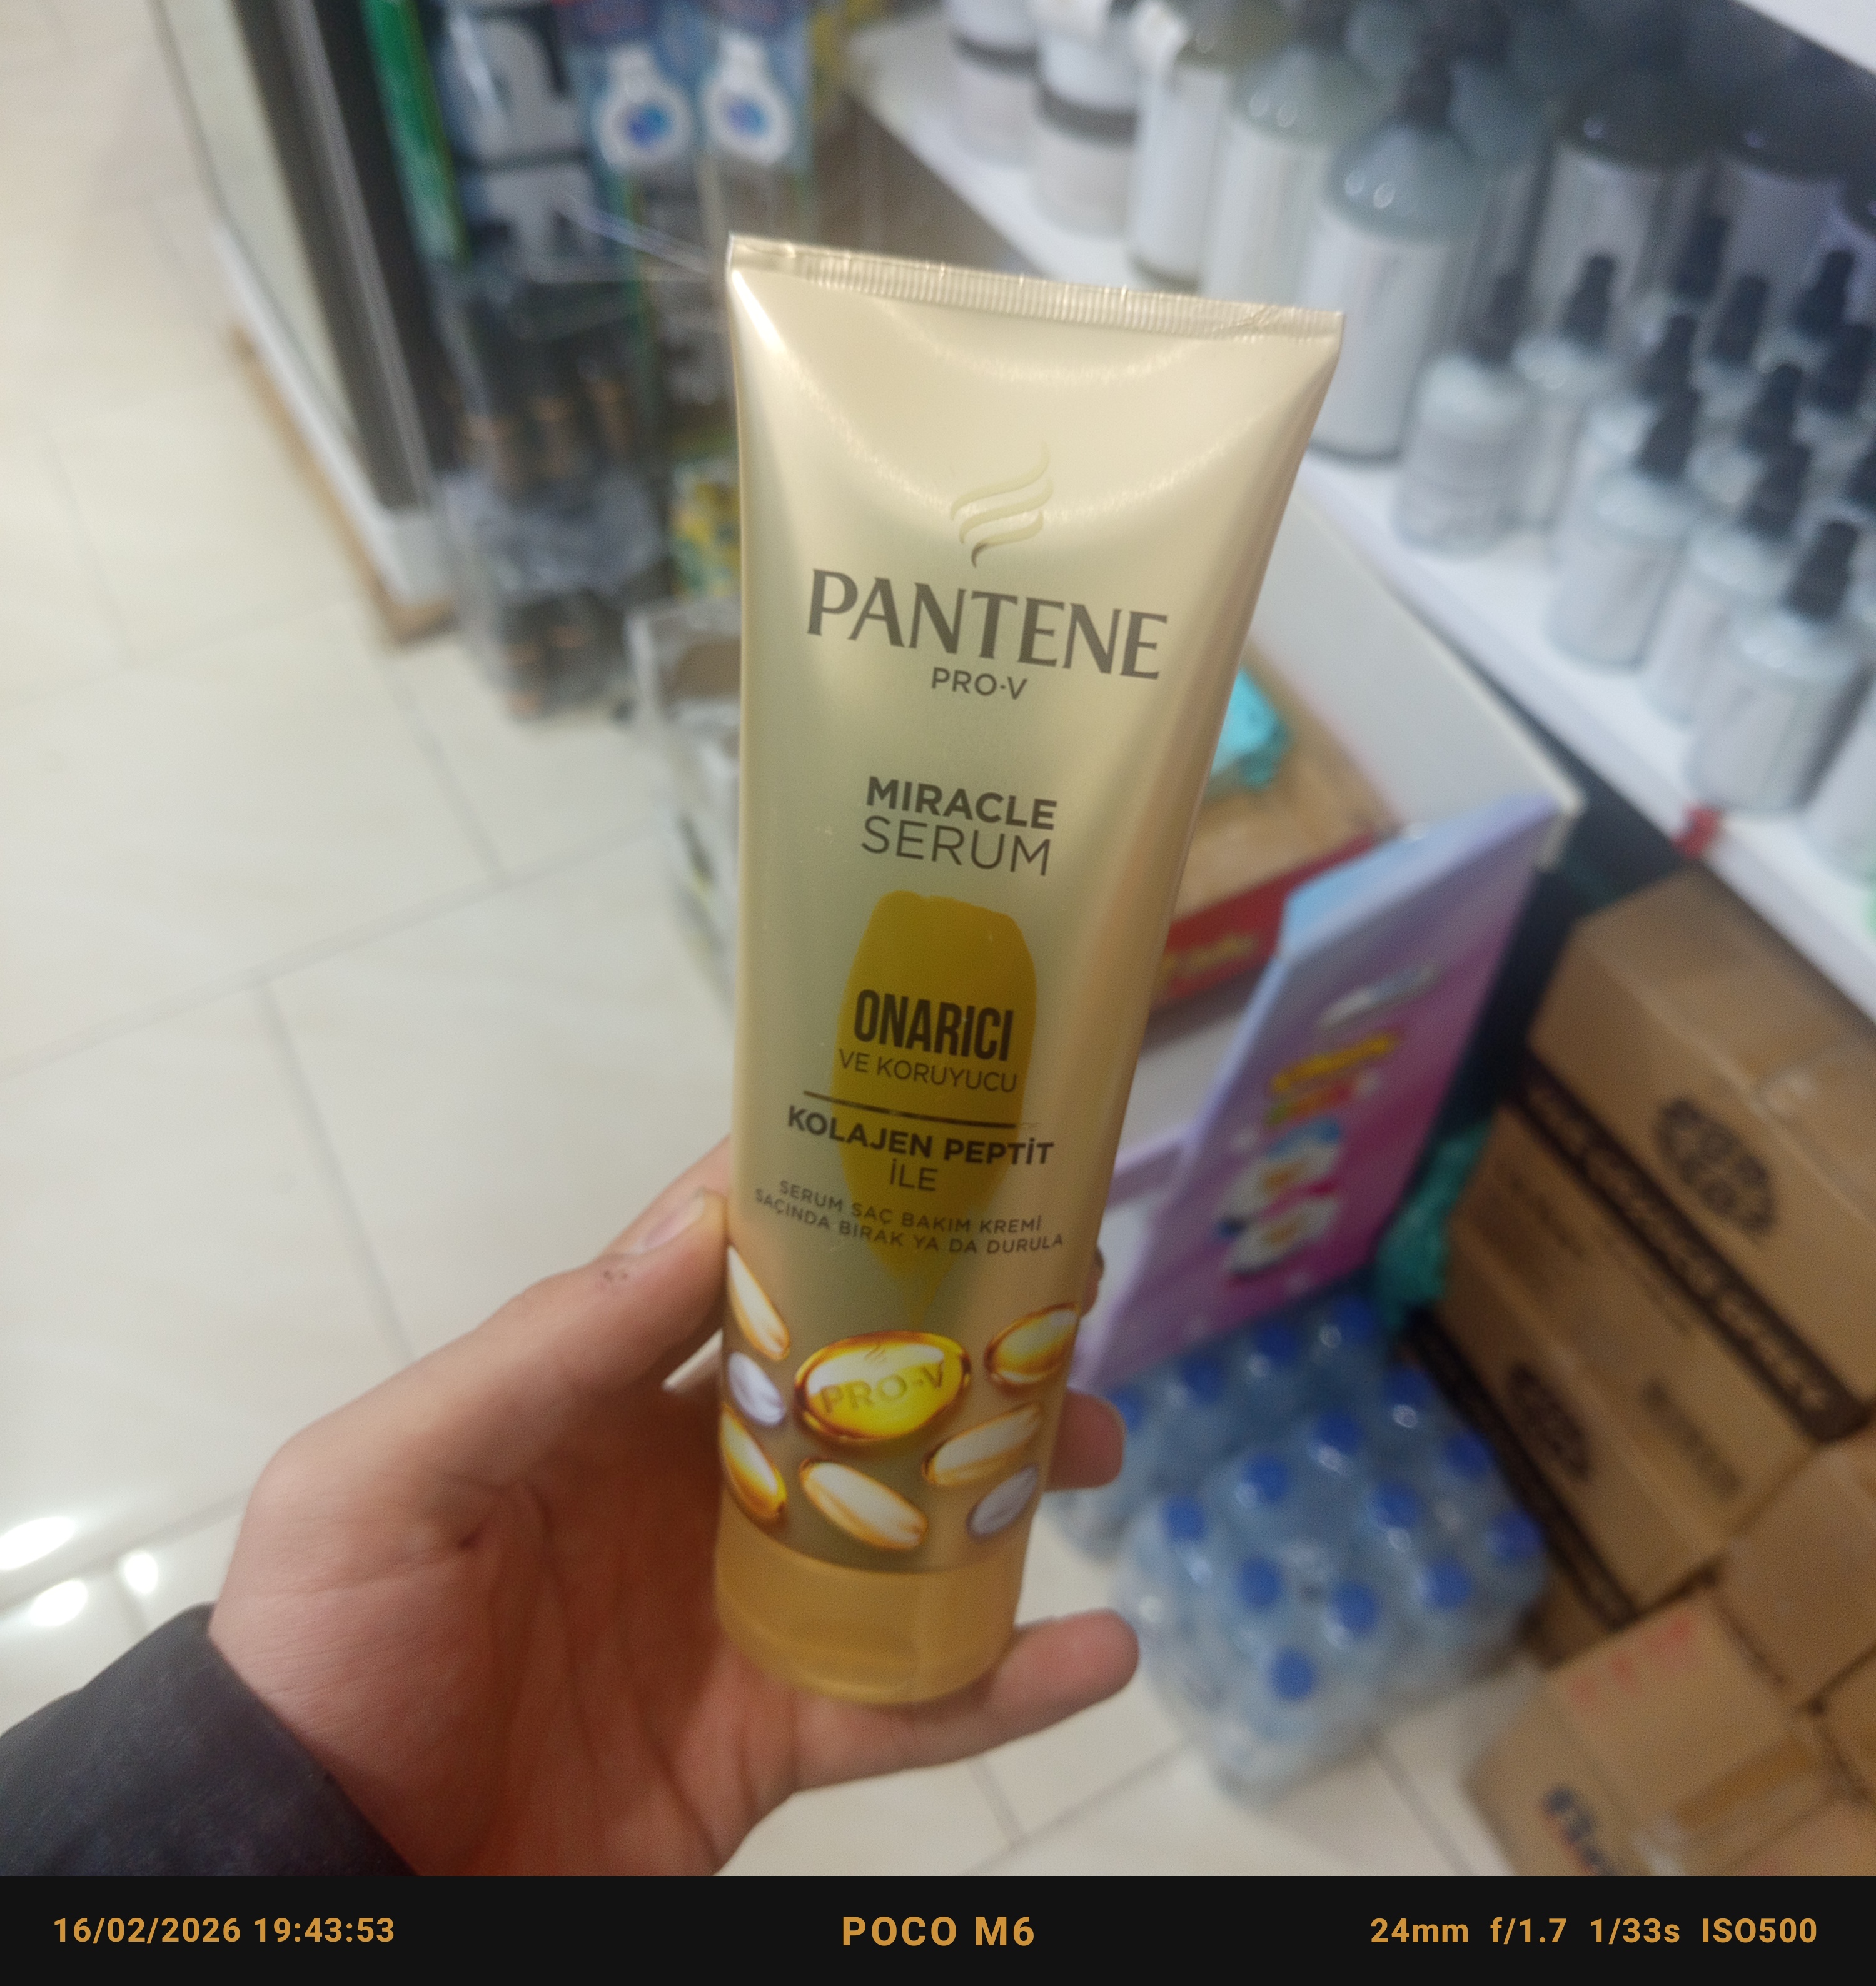 PANTENE
PRO-V
MIRACLE
SERUM
ONARICI
VE KORUYUCU
KOLAJEN PEPTİT
İLE
SERUM SAÇ BAKIM KREMİ
SAÇINDA BIRAK YA DA DURULA
PRO-V
16/02/2026 19:43:53
POCO M6
24mm f/1.7 1/33s ISO500